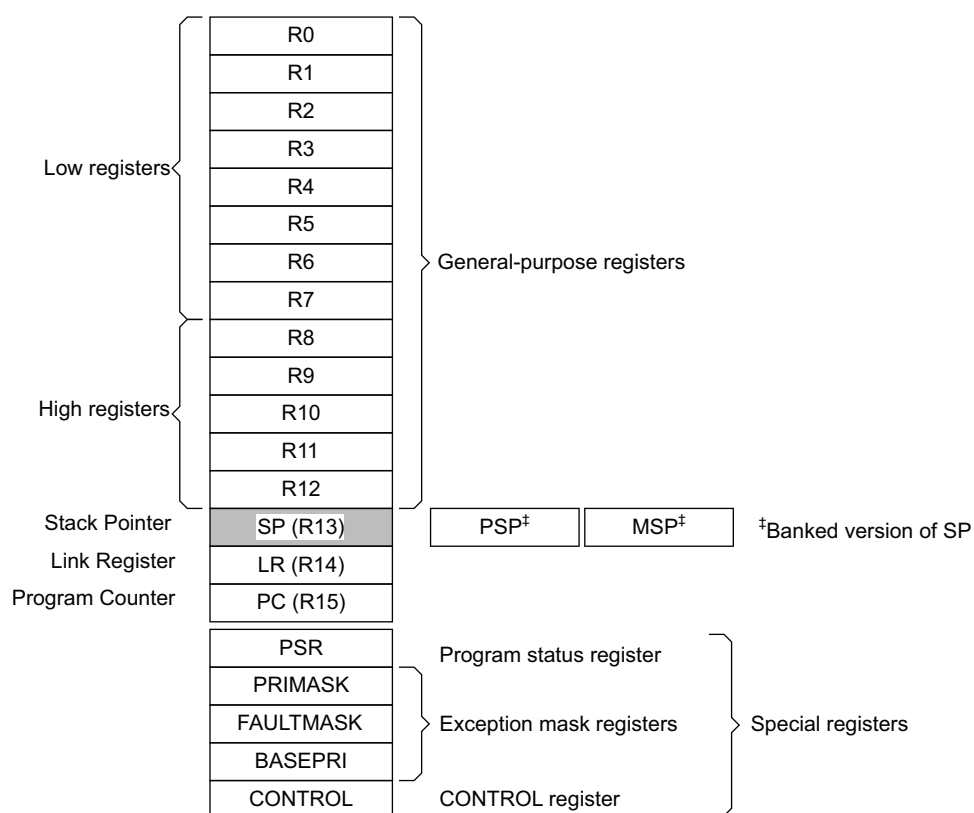 R0
R1
R2
R3
Low registers
R4
R5
R6
General-purpose registers
R7
R8
R9
High registers
R10
R11
R12
Stack Pointer
SP (R13)
PSP‡
MSP‡
‡Banked version of SP
Link Register
LR (R14)
Program Counter
PC (R15)
PSR
Program status register
PRIMASK
FAULTMASK
Exception mask registers
Special registers
BASEPRI
CONTROL
CONTROL register